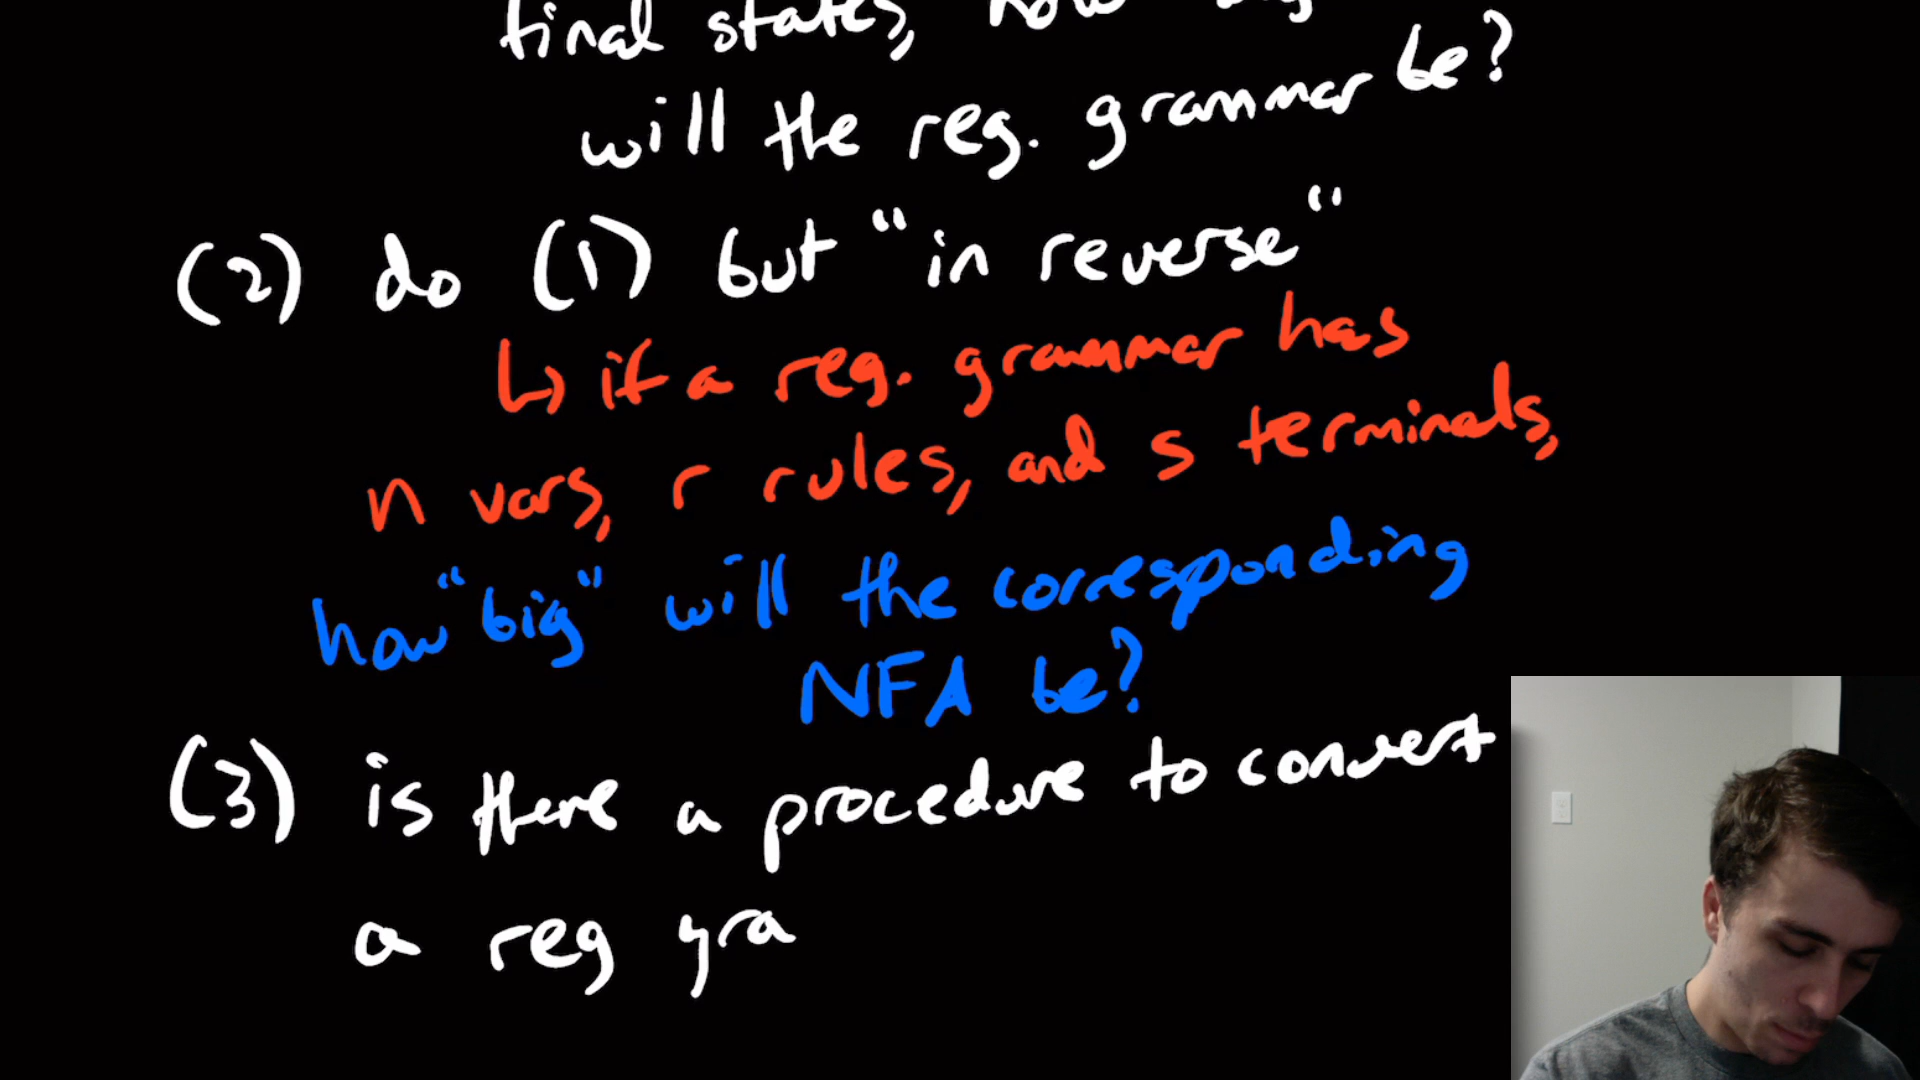 final states, how
will the reg. grammar be?
(2) do (1) but "in reverse"
↳ if a reg. grammar has
n vars, r rules, and s terminals,
how "big" will the corresponding
NFA be?
(3) is there a procedure to convert
a reg gra